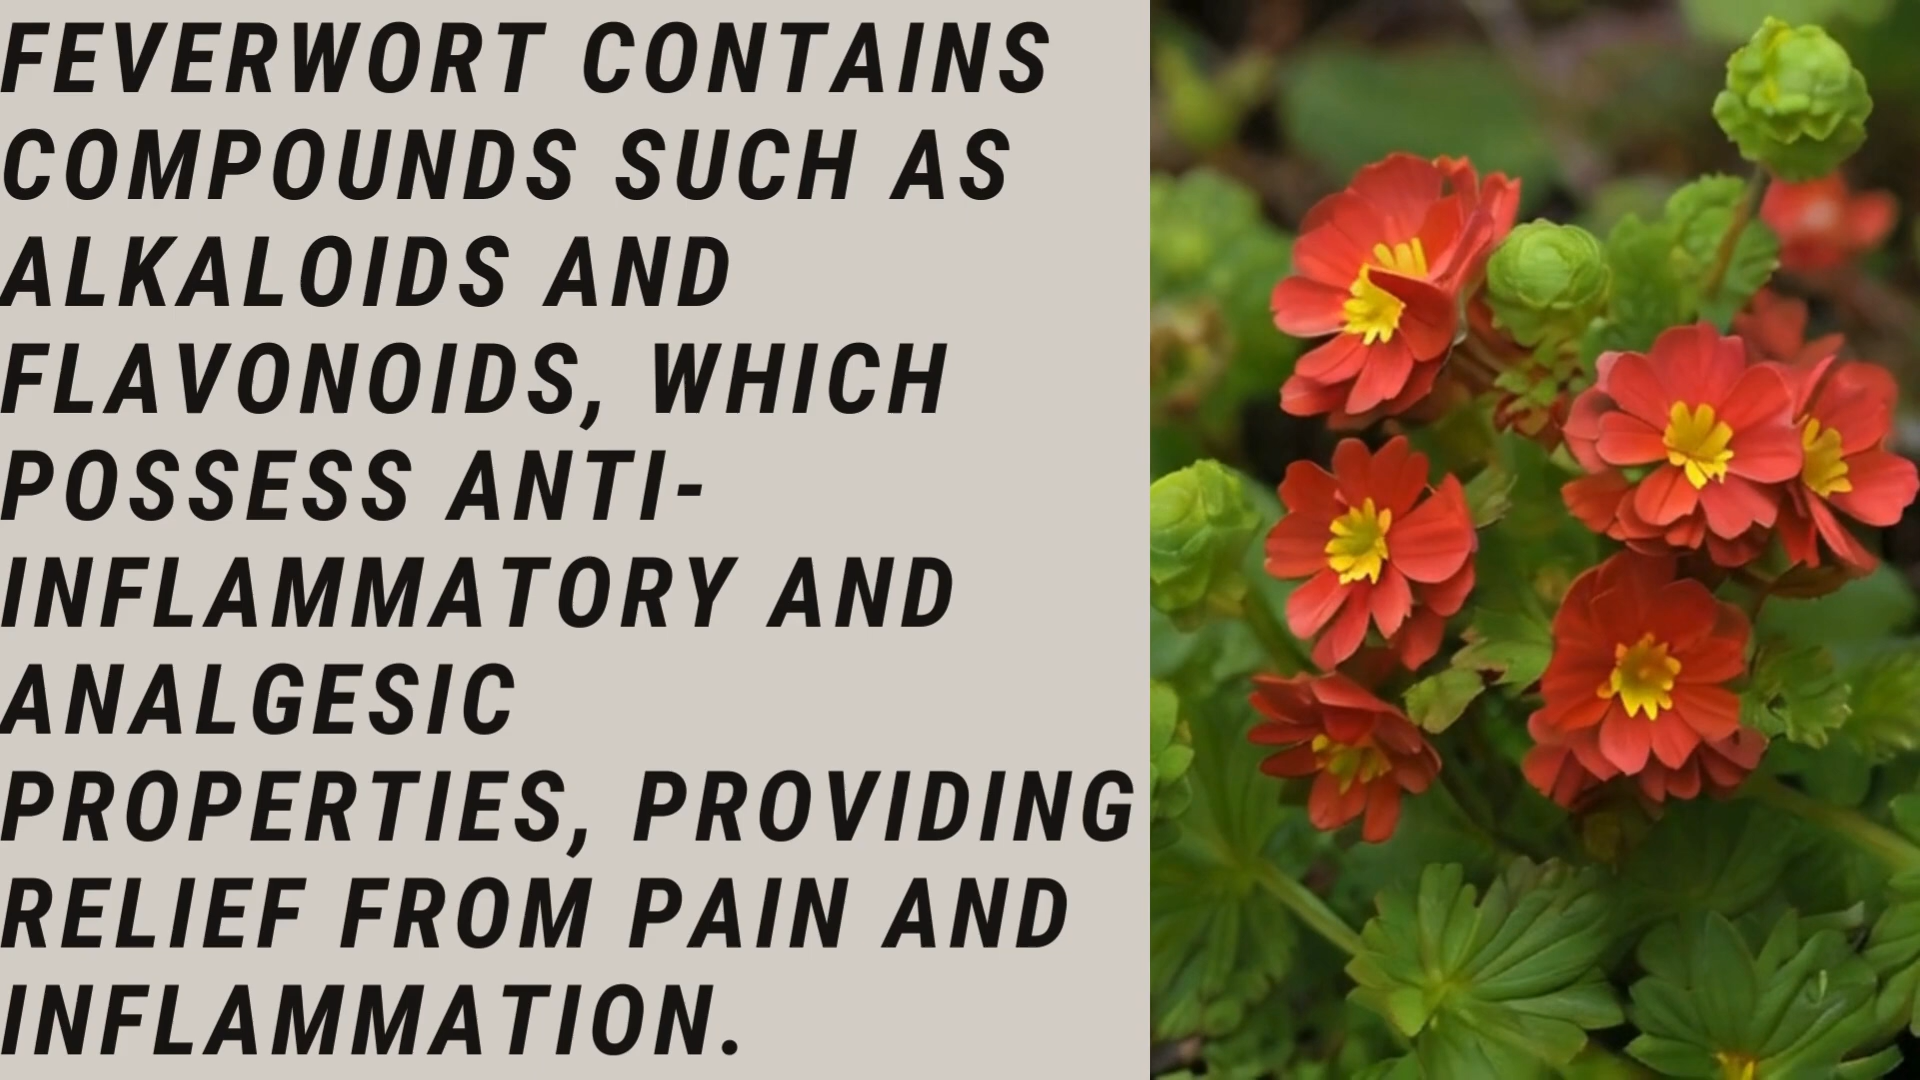 FEVERWORT CONTAINS
COMPOUNDS SUCH AS
ALKALOIDS AND
FLAVONOIDS, WHICH
POSSESS ANTI-
INFLAMMATORY AND
ANALGESIC
PROPERTIES, PROVIDING
RELIEF FROM PAIN AND
INFLAMMATION.